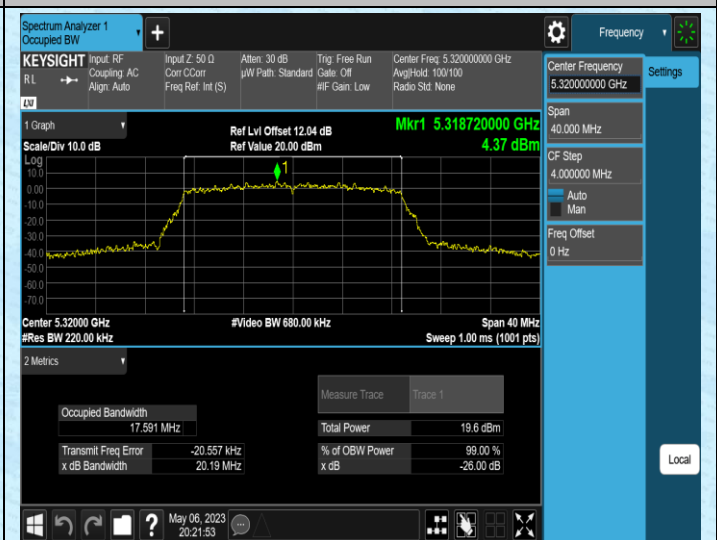 Spectrum Analyzer 1
Occupied BW
Frequency
KEYSIGHT
R L
Input: RF
Coupling: AC
Align: Auto
Input Z: 50 Ω
Corr CCorr
Freq Ref: Int (S)
Atten: 30 dB
µW Path: Standard
Trig: Free Run
Gate: Off
#IF Gain: Low
Center Freq: 5.320000000 GHz
Avg|Hold: 100/100
Radio Std: None
LXI
Center Frequency
5.320000000 GHz
Settings
Span
40.000 MHz
CF Step
4.000000 MHz
Auto
Man
Freq Offset
0 Hz
1 Graph
Scale/Div 10.0 dB
Ref Lvl Offset 12.04 dB
Ref Value 20.00 dBm
Mkr1 5.318720000 GHz
4.37 dBm
Log
10.0
0.00
-10.0
-20.0
-30.0
-40.0
-50.0
-60.0
-70.0
1
Center 5.32000 GHz
#Video BW 680.00 kHz
Span 40 MHz
#Res BW 220.00 kHz
Sweep 1.00 ms (1001 pts)
2 Metrics
Measure Trace Trace 1
Occupied Bandwidth
17.591 MHz
Total Power 19.6 dBm
Transmit Freq Error -20.557 kHz
% of OBW Power 99.00 %
x dB Bandwidth 20.19 MHz
x dB -26.00 dB
Local
May 06, 2023
20:21:53